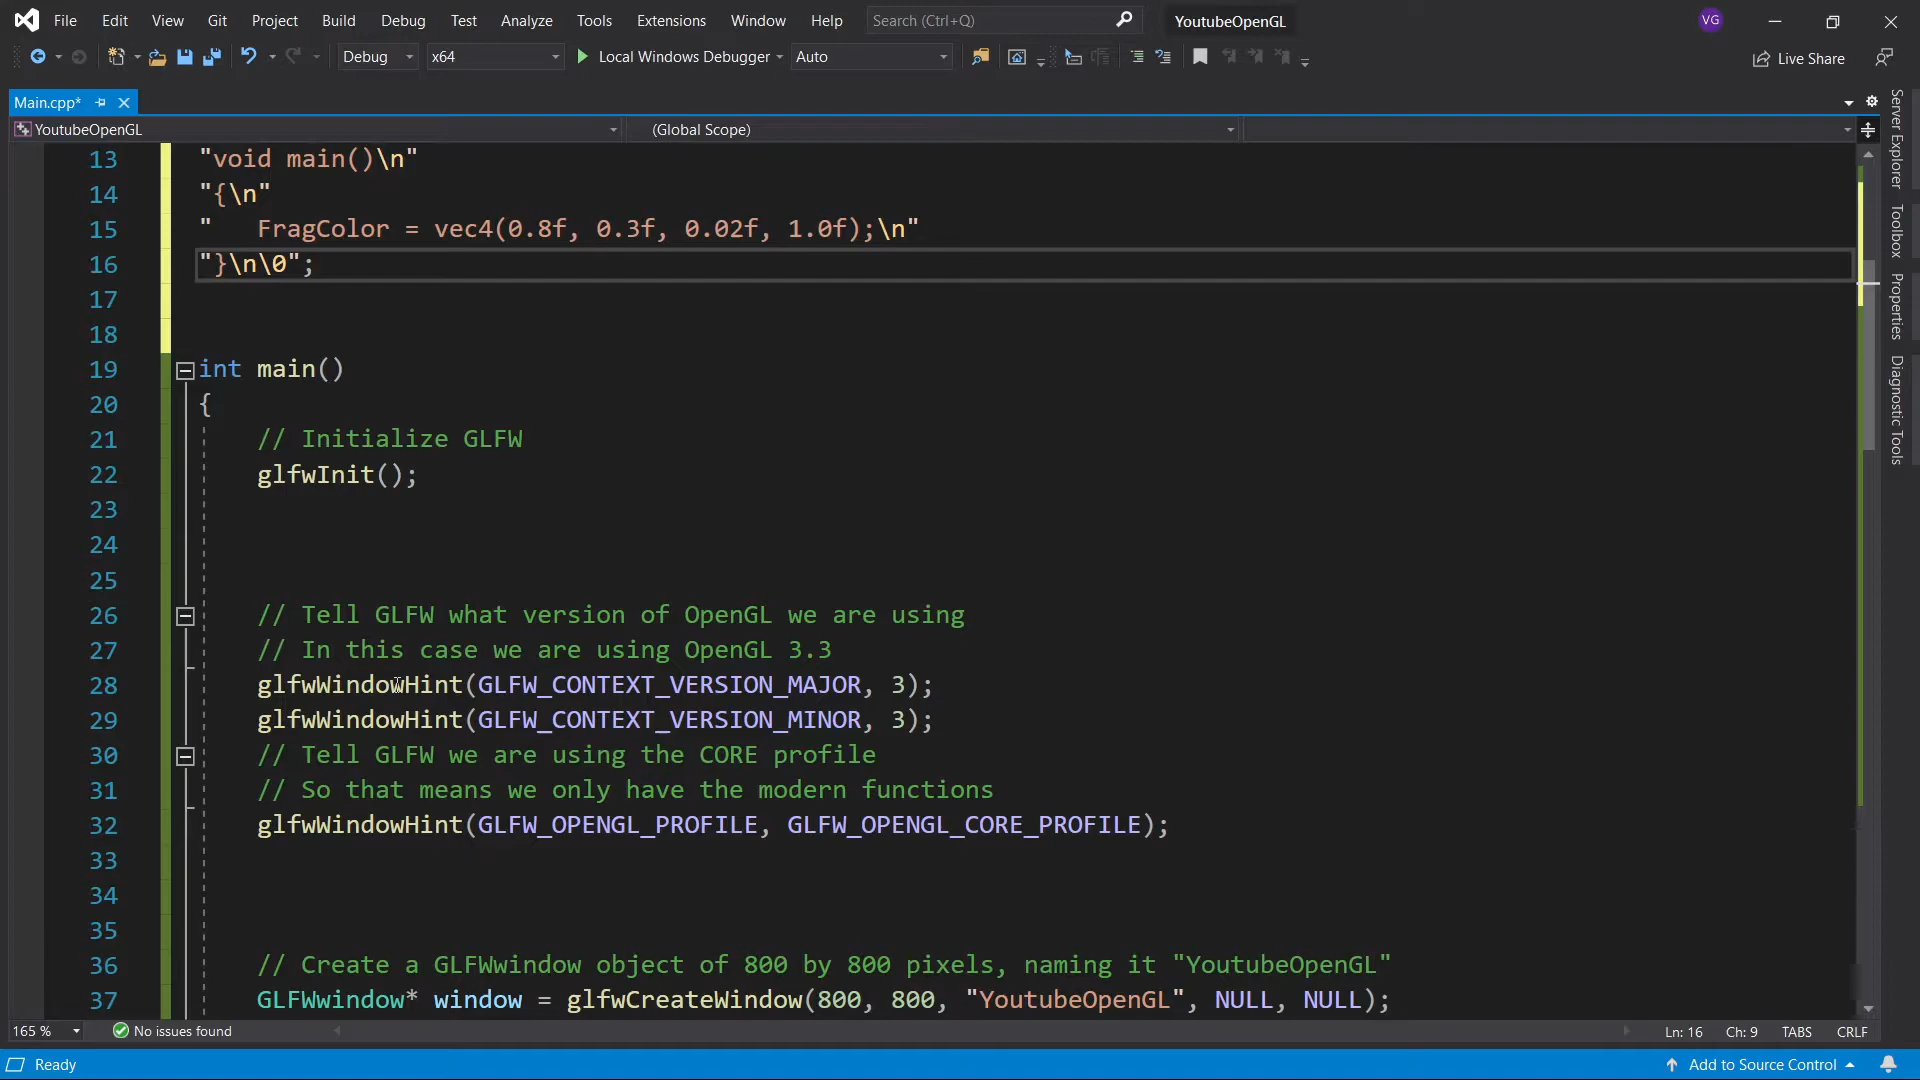 File Edit View Git Project Build Debug Test Analyze Tools Extensions Window Help Search (Ctrl+Q) YoutubeOpenGL VG
Debug x64 Local Windows Debugger Auto Live Share
Main.cpp*
YoutubeOpenGL (Global Scope)
13 "void main()\n"
14 "{\n"
15 "   FragColor = vec4(0.8f, 0.3f, 0.02f, 1.0f);\n"
16 "}\n\0";
17
18
19 int main()
20 {
21 // Initialize GLFW
22 glfwInit();
23
24
25
26 // Tell GLFW what version of OpenGL we are using
27 // In this case we are using OpenGL 3.3
28 glfwWindowHint(GLFW_CONTEXT_VERSION_MAJOR, 3);
29 glfwWindowHint(GLFW_CONTEXT_VERSION_MINOR, 3);
30 // Tell GLFW we are using the CORE profile
31 // So that means we only have the modern functions
32 glfwWindowHint(GLFW_OPENGL_PROFILE, GLFW_OPENGL_CORE_PROFILE);
33
34
35
36 // Create a GLFWwindow object of 800 by 800 pixels, naming it "YoutubeOpenGL"
37 GLFWwindow* window = glfwCreateWindow(800, 800, "YoutubeOpenGL", NULL, NULL);
Server Explorer
Toolbox
Properties
Diagnostic Tools
165 % No issues found Ln: 16 Ch: 9 TABS CRLF
Ready Add to Source Control